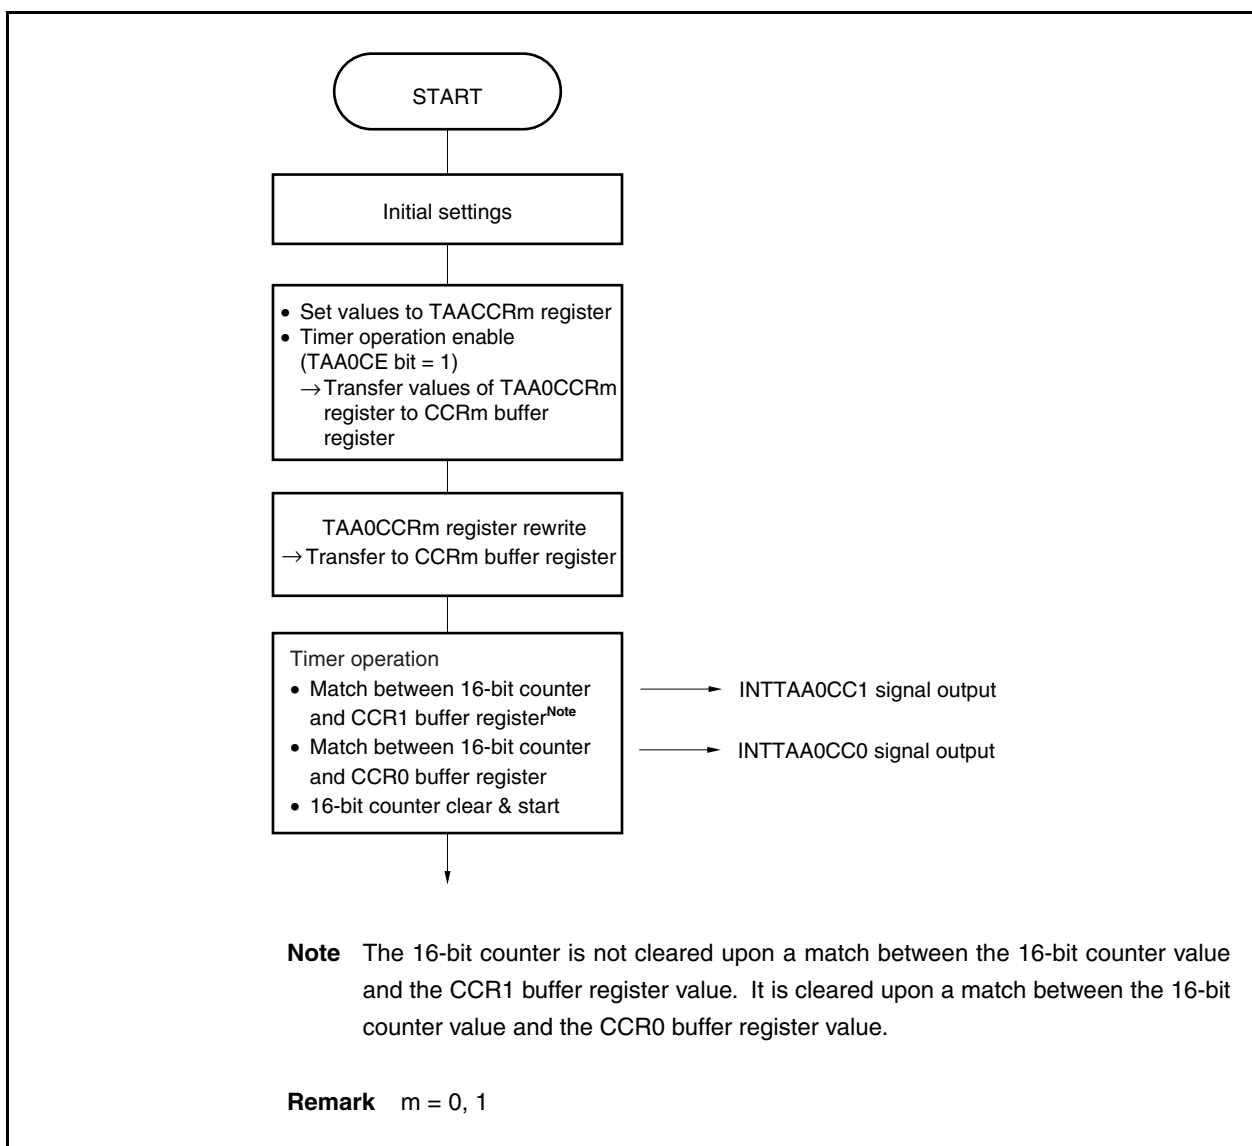 START
Initial settings
• Set values to TAACCRm register
• Timer operation enable
(TAA0CE bit = 1)
→ Transfer values of TAA0CCRm
register to CCRm buffer
register
TAA0CCRm register rewrite
→ Transfer to CCRm buffer register
Timer operation
• Match between 16-bit counter
and CCR1 buffer registerNote
• Match between 16-bit counter
and CCR0 buffer register
• 16-bit counter clear & start
INTTAA0CC1 signal output
INTTAA0CC0 signal output
Note The 16-bit counter is not cleared upon a match between the 16-bit counter value
and the CCR1 buffer register value. It is cleared upon a match between the 16-bit
counter value and the CCR0 buffer register value.
Remark m = 0, 1